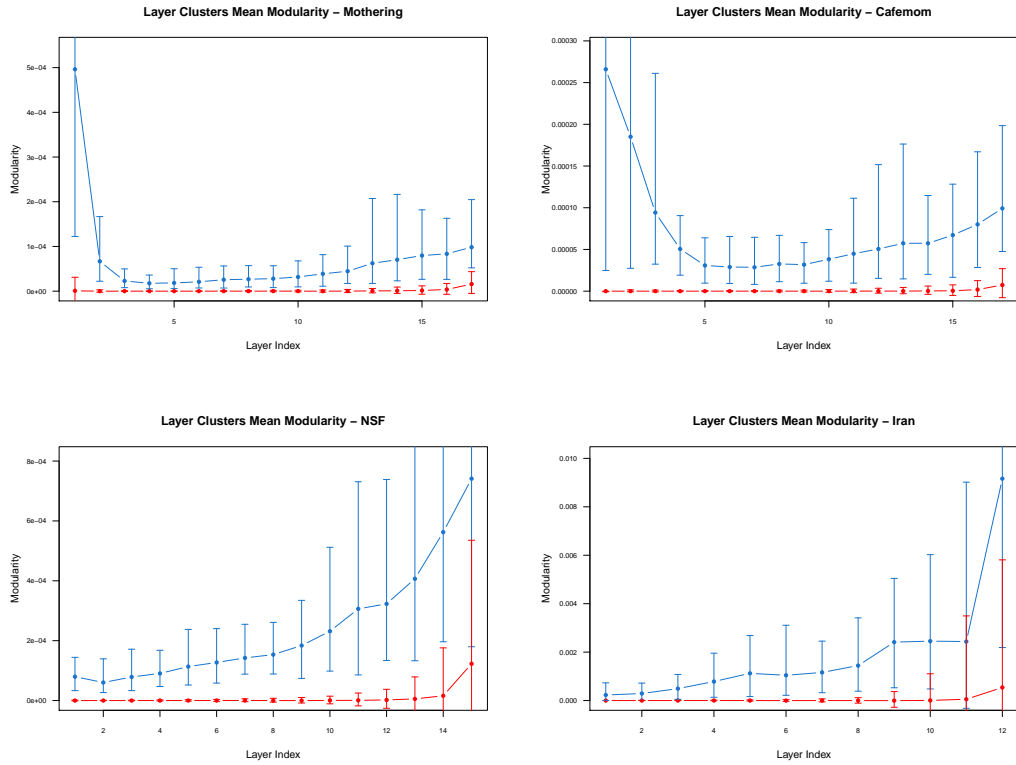 Layer Clusters Mean Modularity – Mothering
Modularity
5e−04
4e−04
3e−04
2e−04
1e−04
0e+00
5 10 15
Layer Index
Layer Clusters Mean Modularity – Cafemom
Modularity
0.00030
0.00025
0.00020
0.00015
0.00010
0.00005
0.00000
5 10 15
Layer Index
Layer Clusters Mean Modularity – NSF
Modularity
8e−04
6e−04
4e−04
2e−04
0e+00
2 4 6 8 10 12 14
Layer Index
Layer Clusters Mean Modularity – Iran
Modularity
0.010
0.008
0.006
0.004
0.002
0.000
2 4 6 8 10 12
Layer Index